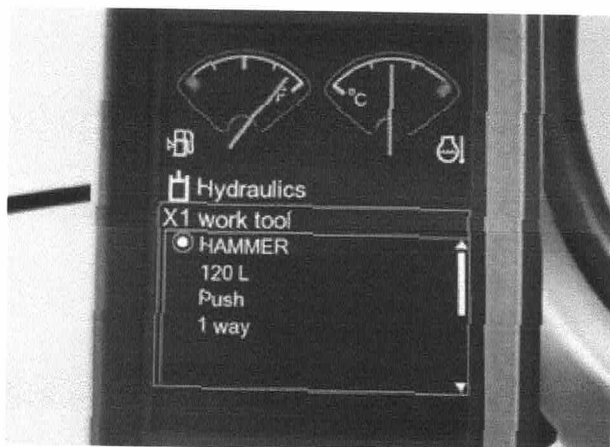 F
°C
Hydraulics
X1 work tool
HAMMER
120 L
Push
1 way